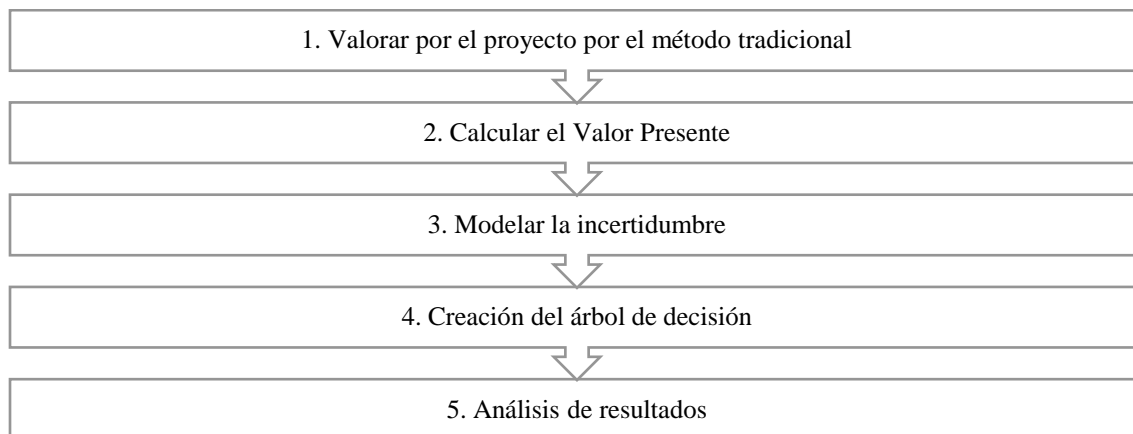 1. Valorar por el proyecto por el método tradicional
2. Calcular el Valor Presente
3. Modelar la incertidumbre
4. Creación del árbol de decisión
5. Análisis de resultados